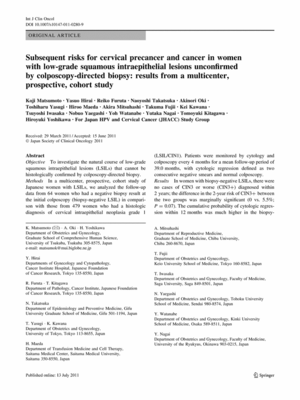 Int J Clin Oncol
DOI 10.1007/s10147-011-0280-9
ORIGINAL ARTICLE
Subsequent risks for cervical precancer and cancer in women
with low-grade squamous intraepithelial lesions unconfirmed
by colposcopy-directed biopsy: results from a multicenter,
prospective, cohort study
Koji Matsumoto · Yasuo Hirai · Reiko Furuta · Naoyoshi Takatsuka · Akinori Oki ·
Toshiharu Yasugi · Hiroo Maeda · Akira Mitsuhashi · Takuma Fujii · Kei Kawana ·
Tsuyoshi Iwasaka · Nobuo Yaegashi · Yoh Watanabe · Yutaka Nagai · Tomoyuki Kitagawa ·
Hiroyuki Yoshikawa · For Japan HPV and Cervical Cancer (JHACC) Study Group
Received: 29 March 2011 / Accepted: 15 June 2011
© Japan Society of Clinical Oncology 2011
Abstract
Objective To investigate the natural course of low-grade
squamous intraepithelial lesions (LSILs) that cannot be
histologically confirmed by colposcopy-directed biopsy.
Methods In a multicenter, prospective, cohort study of
Japanese women with LSILs, we analyzed the follow-up
data from 64 women who had a negative biopsy result at
the initial colposcopy (biopsy-negative LSIL) in compari-
son with those from 479 women who had a histologic
diagnosis of cervical intraepithelial neoplasia grade 1
K. Matsumoto · A. Oki · H. Yoshikawa
Department of Obstetrics and Gynecology,
Graduate School of Comprehensive Human Science,
University of Tsukuba, Tsukuba 305-8575, Japan
Y. Hirai
Department of Gynecology and Cytopathology,
Cancer Institute Hospital, Japanese Foundation
of Cancer Research, Tokyo 135-8550, Japan
R. Furuta · T. Kitagawa
Department of Pathology, Cancer Institute, Japanese Foundation
of Cancer Research, Tokyo 135-8550, Japan
N. Takatsuka
Department of Epidemiology and Preventive Medicine, Gifu
University Graduate School of Medicine, Gifu 501-1194, Japan
T. Yasugi · K. Kawana
Department of Obstetrics and Gynecology,
University of Tokyo, Tokyo 113-8655, Japan
H. Maeda
Department of Transfusion Medicine and Cell Therapy,
Saitama Medical Center, Saitama Medical University,
Saitama 350-8550, Japan
(LSIL/CIN1). Patients were monitored by cytology and
colposcopy every 4 months for a mean follow-up period of
39.0 months, with cytologic regression defined as two
consecutive negative smears and normal colposcopy.
Results In women with biopsy-negative LSILs, there were
no cases of CIN3 or worse (CIN3+) diagnosed within
2 years; the difference in the 2-year risk of CIN3+ between
the two groups was marginally significant (0 vs. 5.5%;
P = 0.07). The cumulative probability of cytologic regres-
sion within 12 months was much higher in the biopsy-
A. Mitsuhashi
Department of Reproductive Medicine,
Graduate School of Medicine, Chiba University,
Chiba 260-8670, Japan
T. Fujii
Department of Obstetrics and Gynecology,
Keio University School of Medicine, Tokyo 160-8582, Japan
T. Iwasaka
Department of Obstetrics and Gynecology, Faculty of Medicine,
Saga University, Saga 849-8501, Japan
N. Yaegashi
Department of Obstetrics and Gynecology, Tohoku University
School of Medicine, Sendai 980-8574, Japan
Y. Watanabe
Department of Obstetrics and Gynecology, Kinki University
School of Medicine, Osaka 589-8511, Japan
Y. Nagai
Department of Obstetrics and Gynecology, Faculty of Medicine,
University of the Ryukyus, Okinawa 903-0215, Japan
Published online: 13 July 2011
Springer